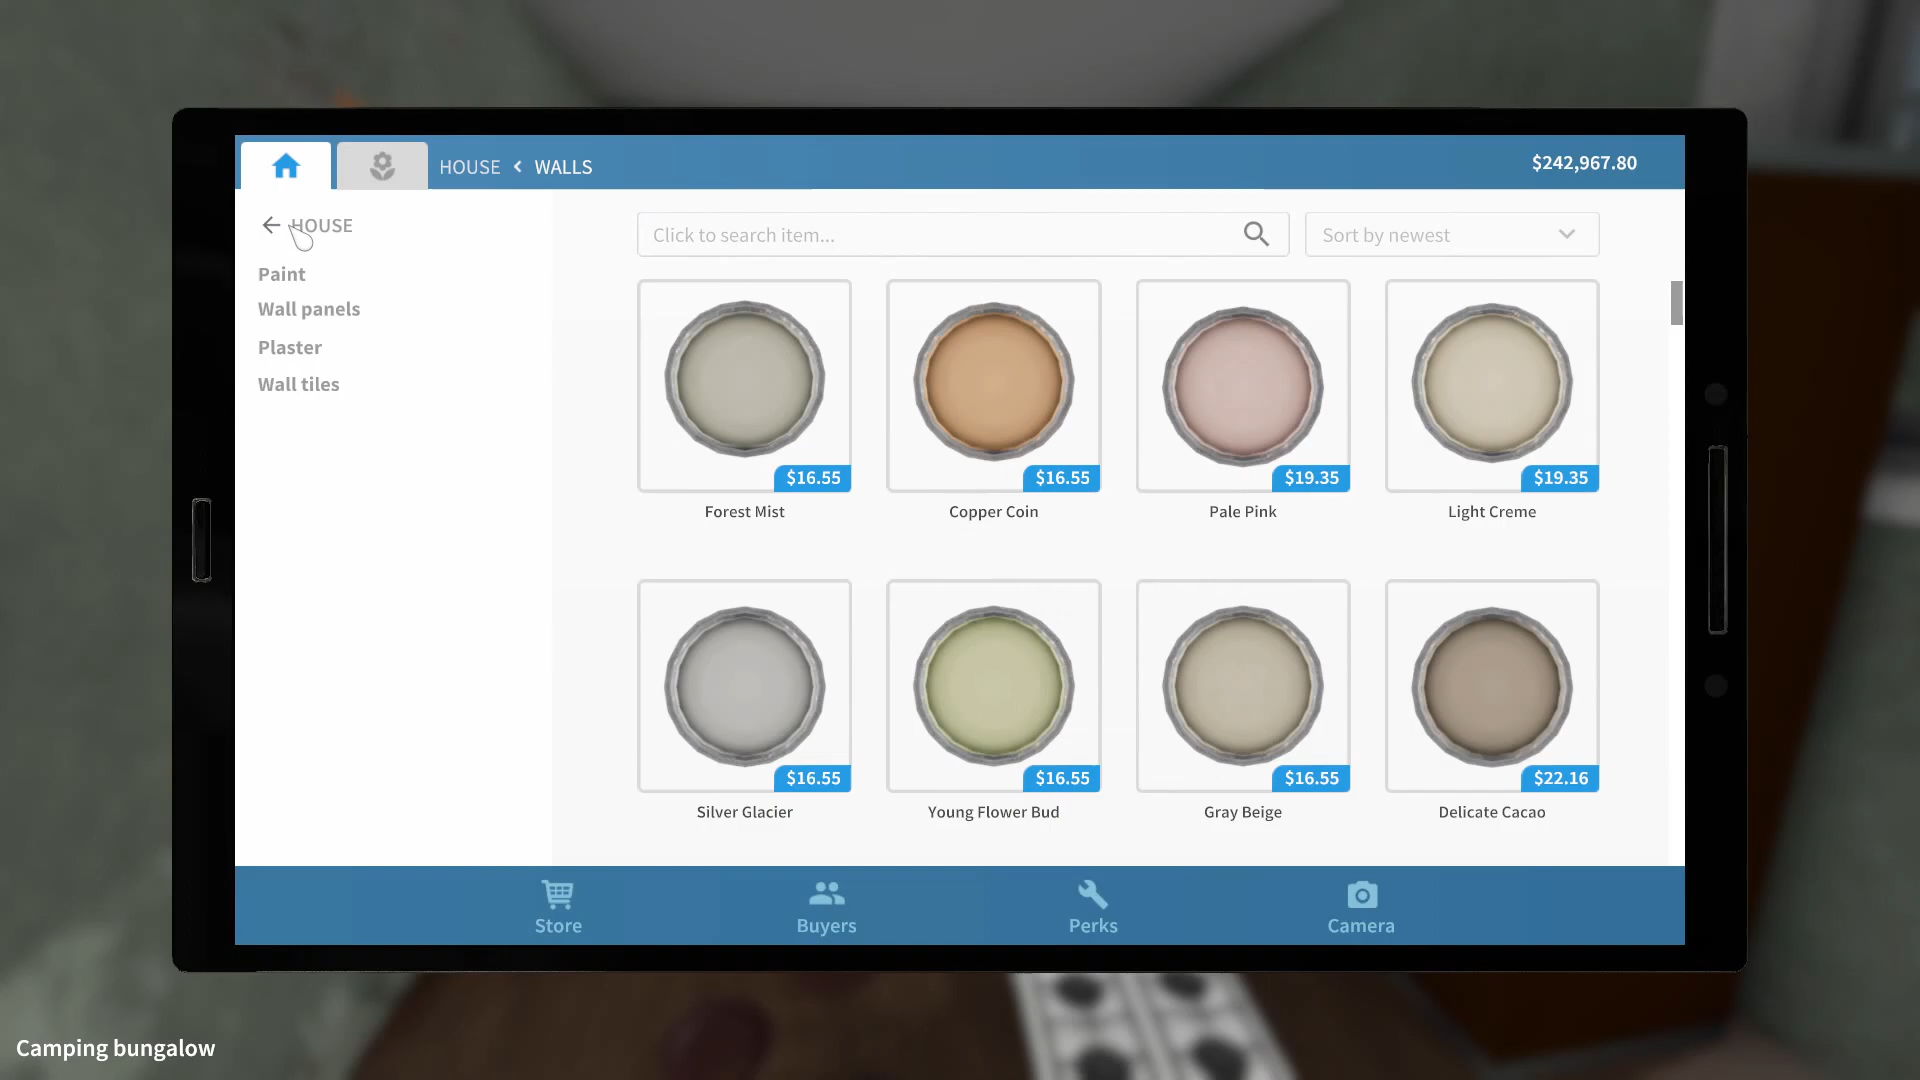 HOUSE < WALLS
$242,967.80
HOUSE
Paint
Wall panels
Plaster
Wall tiles
Click to search item...
Sort by newest
$16.55
$16.55
$19.35
$19.35
Forest Mist
Copper Coin
Pale Pink
Light Creme
$16.55
$16.55
$16.55
$22.16
Silver Glacier
Young Flower Bud
Gray Beige
Delicate Cacao
Store
Buyers
Perks
Camera
Camping bungalow